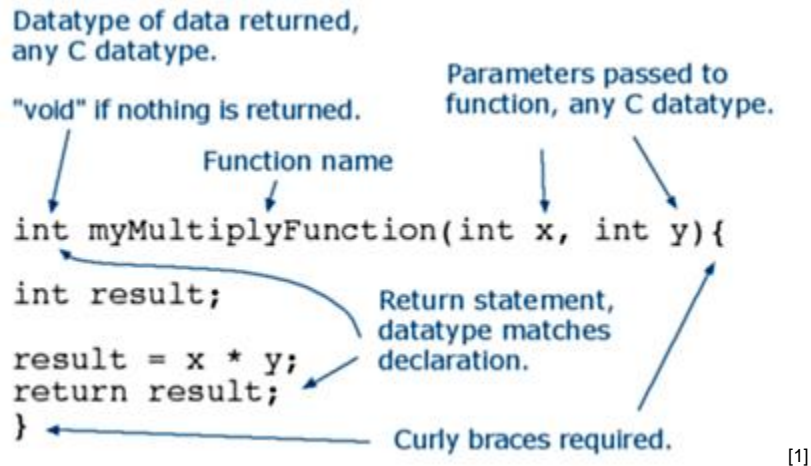 Datatype of data returned,
any C datatype.
"void" if nothing is returned.
Parameters passed to
function, any C datatype.
Function name
int myMultiplyFunction(int x, int y){
int result;
Return statement,
datatype matches
declaration.
result = x * y;
return result;
}
Curly braces required.
[1]